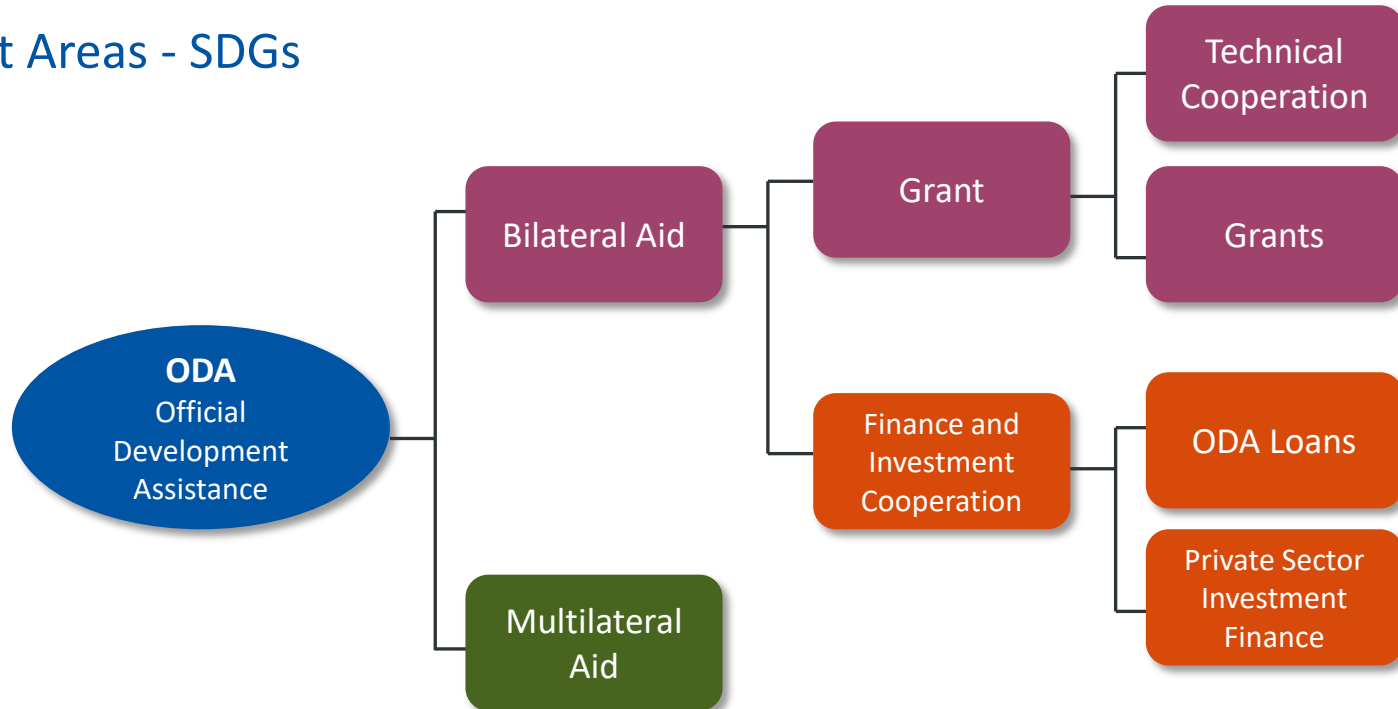 t Areas - SDGs
Technical
Cooperation
Grant
Bilateral Aid
Grants
ODA
Official
Development
Assistance
Finance and
Investment
Cooperation
ODA Loans
Private Sector
Investment
Finance
Multilateral
Aid